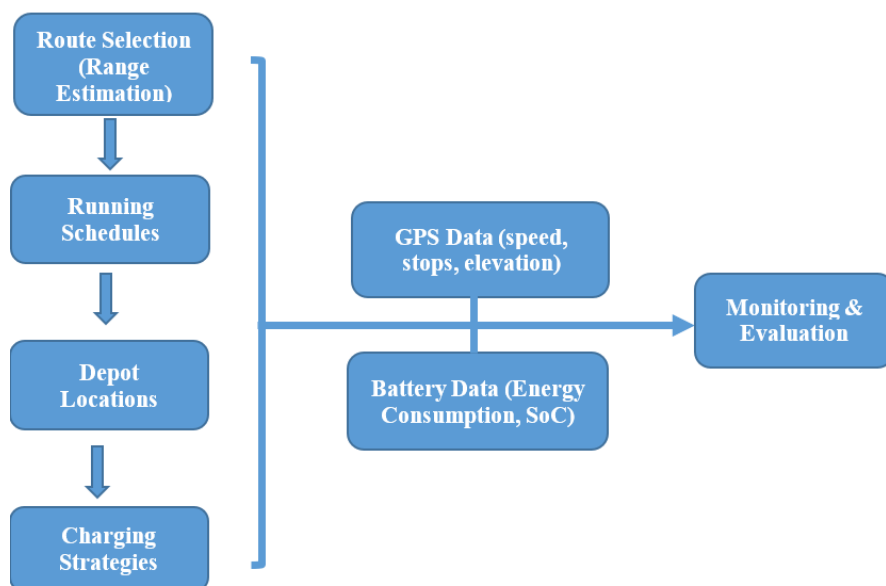 Route Selection
(Range
Estimation)
Running
Schedules
Depot
Locations
Charging
Strategies
GPS Data (speed,
stops, elevation)
Battery Data (Energy
Consumption, SoC)
Monitoring &
Evaluation